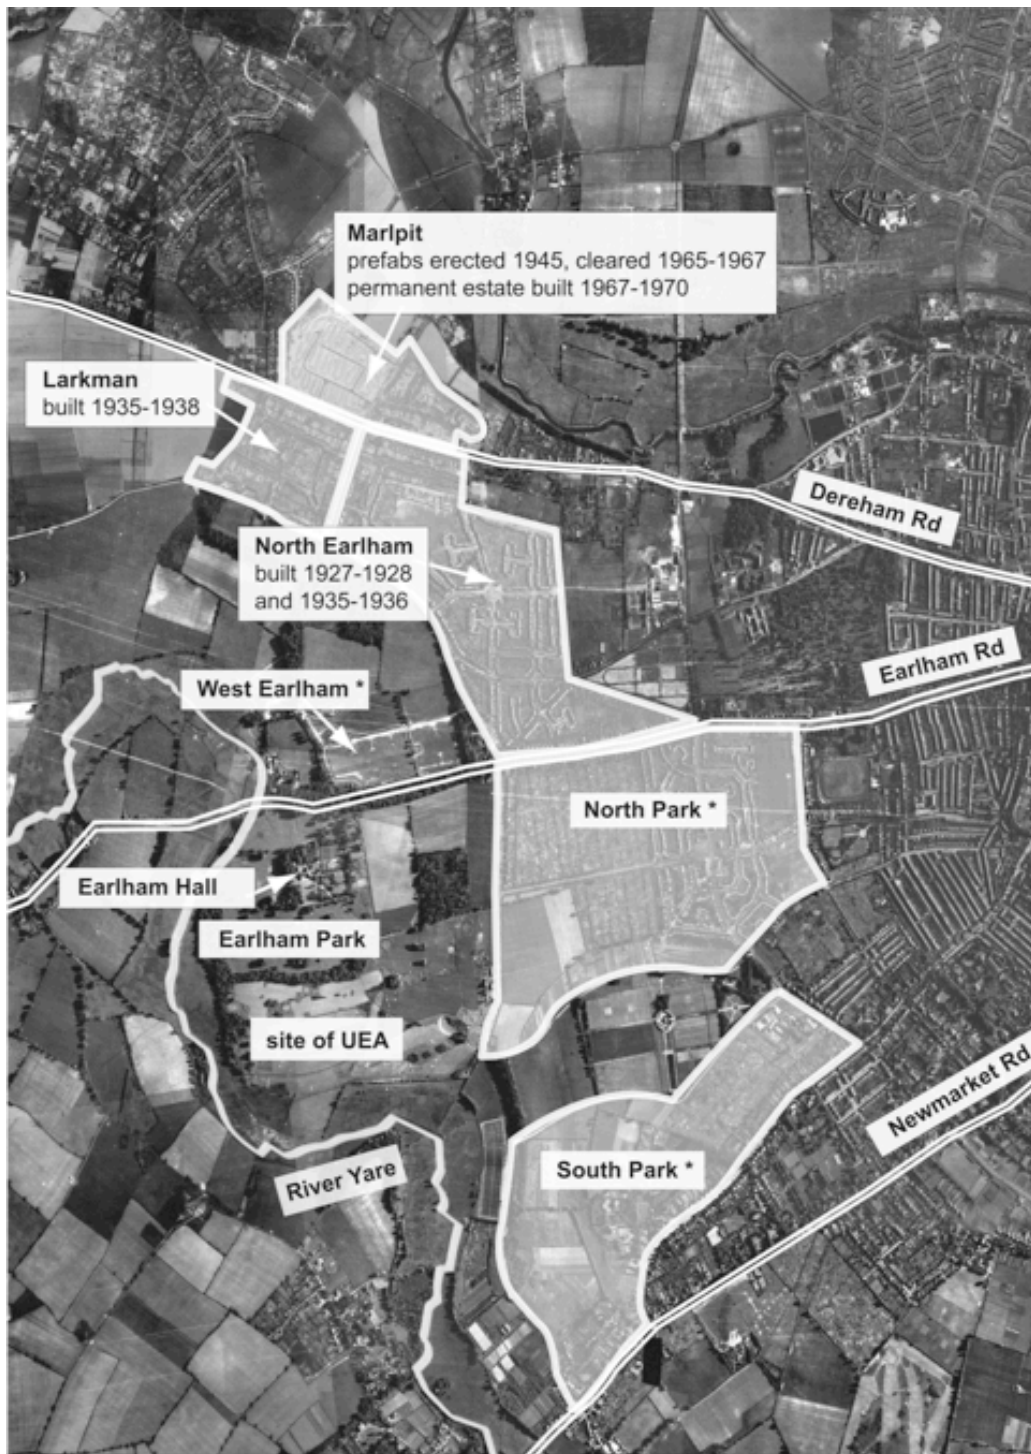 Marlpit
prefabs erected 1945, cleared 1965-1967
permanent estate built 1967-1970
Larkman
built 1935-1938
Dereham Rd
North Earlham
built 1927-1928
and 1935-1936
Earlham Rd
West Earlham *
North Park *
Earlham Hall
Earlham Park
site of UEA
Newmarket Rd
South Park *
River Yare